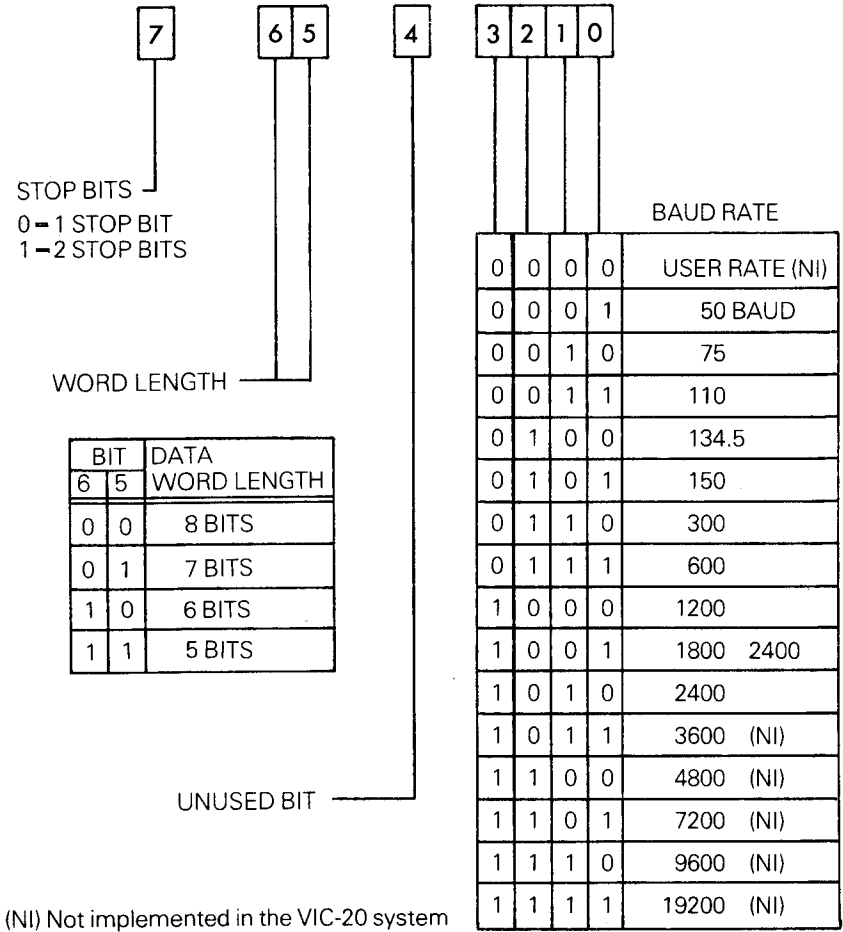 7 6 5 4 3 2 1 0
STOP BITS
0 – 1 STOP BIT
1 – 2 STOP BITS
WORD LENGTH
BIT DATA
6 5 WORD LENGTH
0 0 8 BITS
0 1 7 BITS
1 0 6 BITS
1 1 5 BITS
UNUSED BIT
BAUD RATE
0 0 0 0 USER RATE (NI)
0 0 0 1 50 BAUD
0 0 1 0 75
0 0 1 1 110
0 1 0 0 134.5
0 1 0 1 150
0 1 1 0 300
0 1 1 1 600
1 0 0 0 1200
1 0 0 1 1800 2400
1 0 1 0 2400
1 0 1 1 3600 (NI)
1 1 0 0 4800 (NI)
1 1 0 1 7200 (NI)
1 1 1 0 9600 (NI)
1 1 1 1 19200 (NI)
(NI) Not implemented in the VIC-20 system